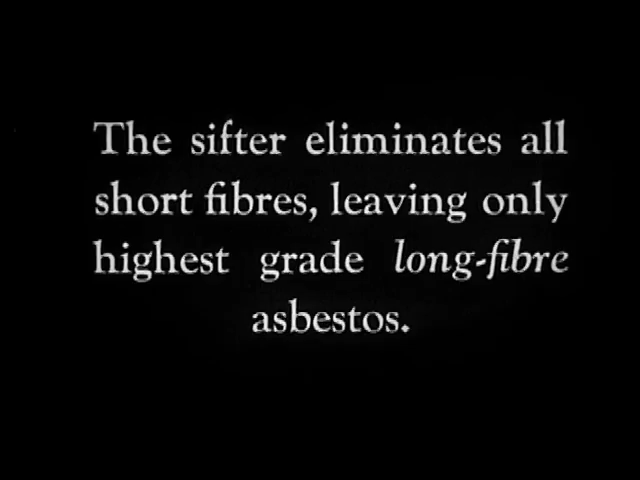 The sifter eliminates all
short fibres, leaving only
highest grade long-fibre
asbestos.